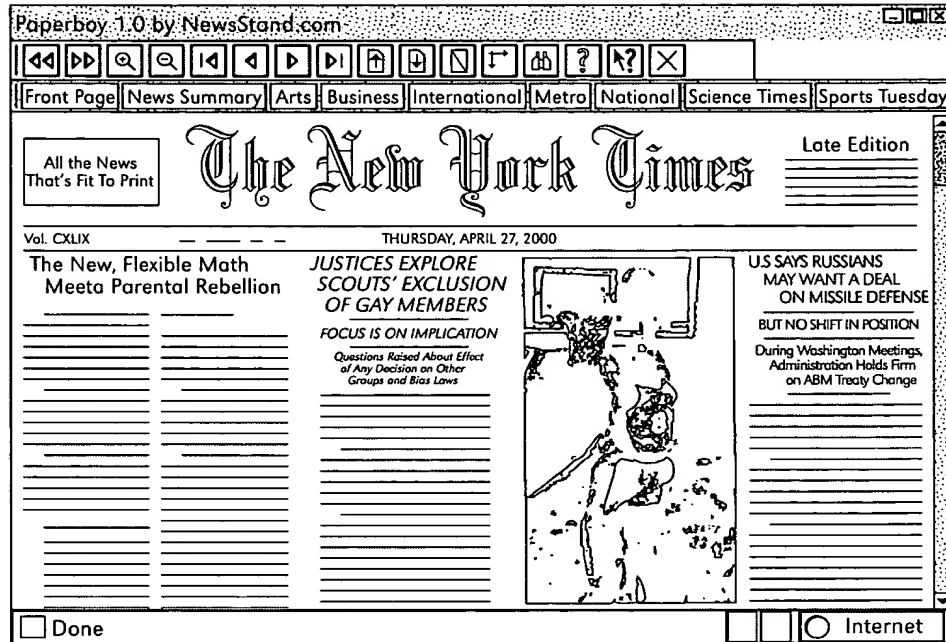 Paperboy 1.0 by NewsStand.com
Front Page News Summary Arts Business International Metro National Science Times Sports Tuesday
All the News
That's Fit To Print
The New York Times
Late Edition
Vol. CXLIX
THURSDAY, APRIL 27, 2000
The New, Flexible Math
Meeta Parental Rebellion
JUSTICES EXPLORE
SCOUTS' EXCLUSION
OF GAY MEMBERS
FOCUS IS ON IMPLICATION
Questions Raised About Effect
of Any Decision on Other
Groups and Bias Laws
U.S SAYS RUSSIANS
MAY WANT A DEAL
ON MISSILE DEFENSE
BUT NO SHIFT IN POSITION
During Washington Meetings,
Administration Holds Firm
on ABM Treaty Change
Done
Internet